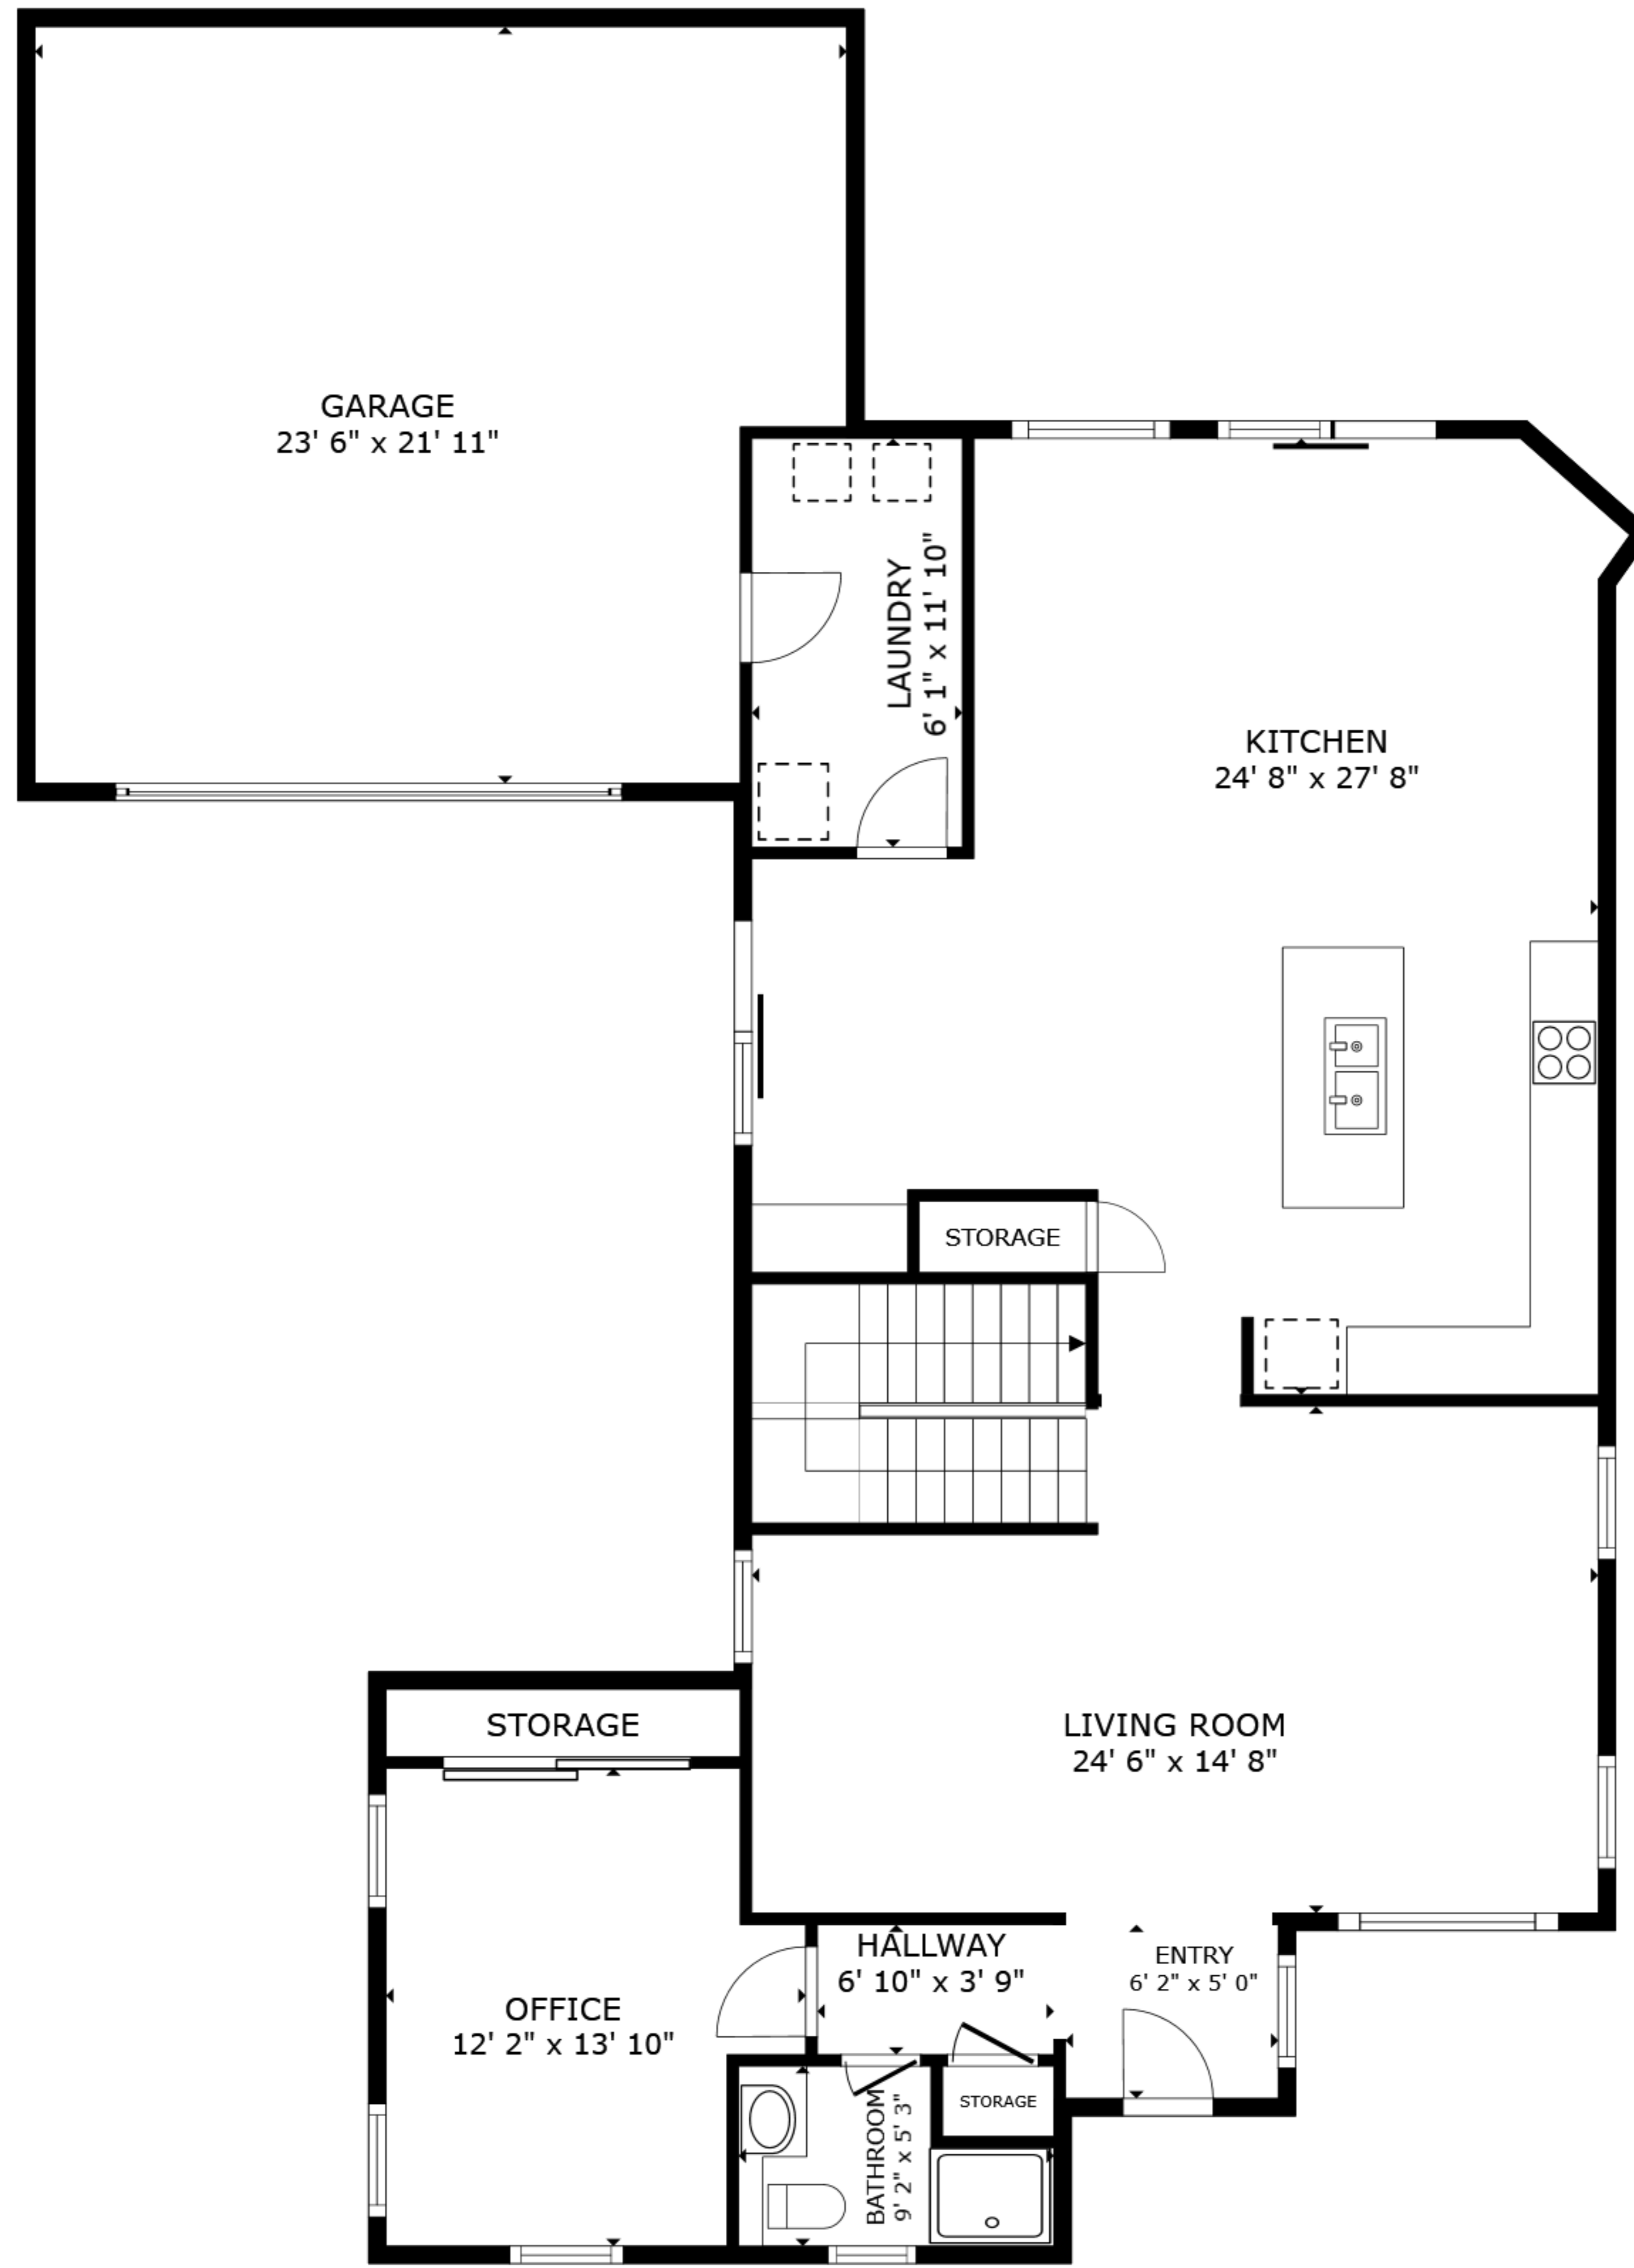 GARAGE
23' 6" x 21' 11"
LAUNDRY
6' 1" x 11' 10"
KITCHEN
24' 8" x 27' 8"
STORAGE
STORAGE
LIVING ROOM
24' 6" x 14' 8"
HALLWAY
6' 10" x 3' 9"
ENTRY
6' 2" x 5' 0"
OFFICE
12' 2" x 13' 10"
STORAGE
BATHROOM
9' 2" x 5' 3"